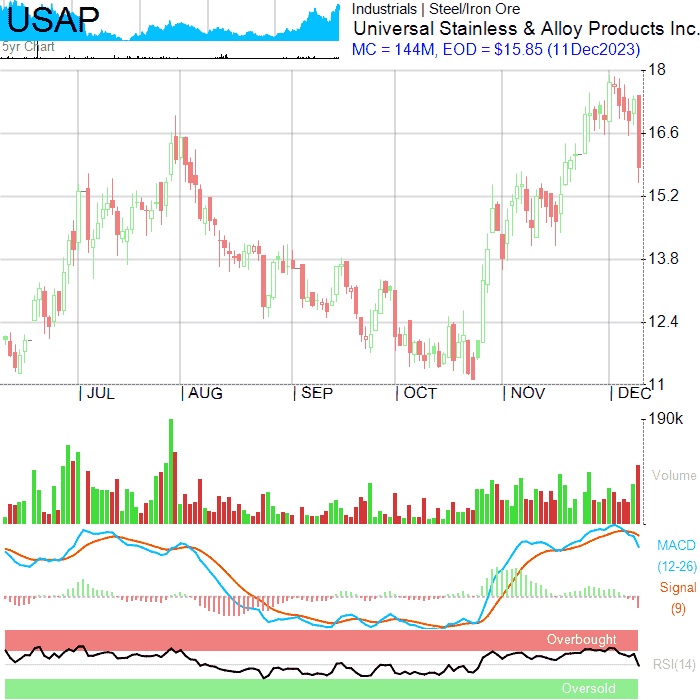 USAP
5yr Chart
Industrials | Steel/Iron Ore
Universal Stainless & Alloy Products Inc.
MC = 144M, EOD = $15.85 (11Dec2023)
18
16.6
15.2
13.8
12.4
11
JUL AUG SEP OCT NOV DEC
190k
Volume
MACD
(12-26)
Signal
(9)
Overbought
RSI(14)
Oversold